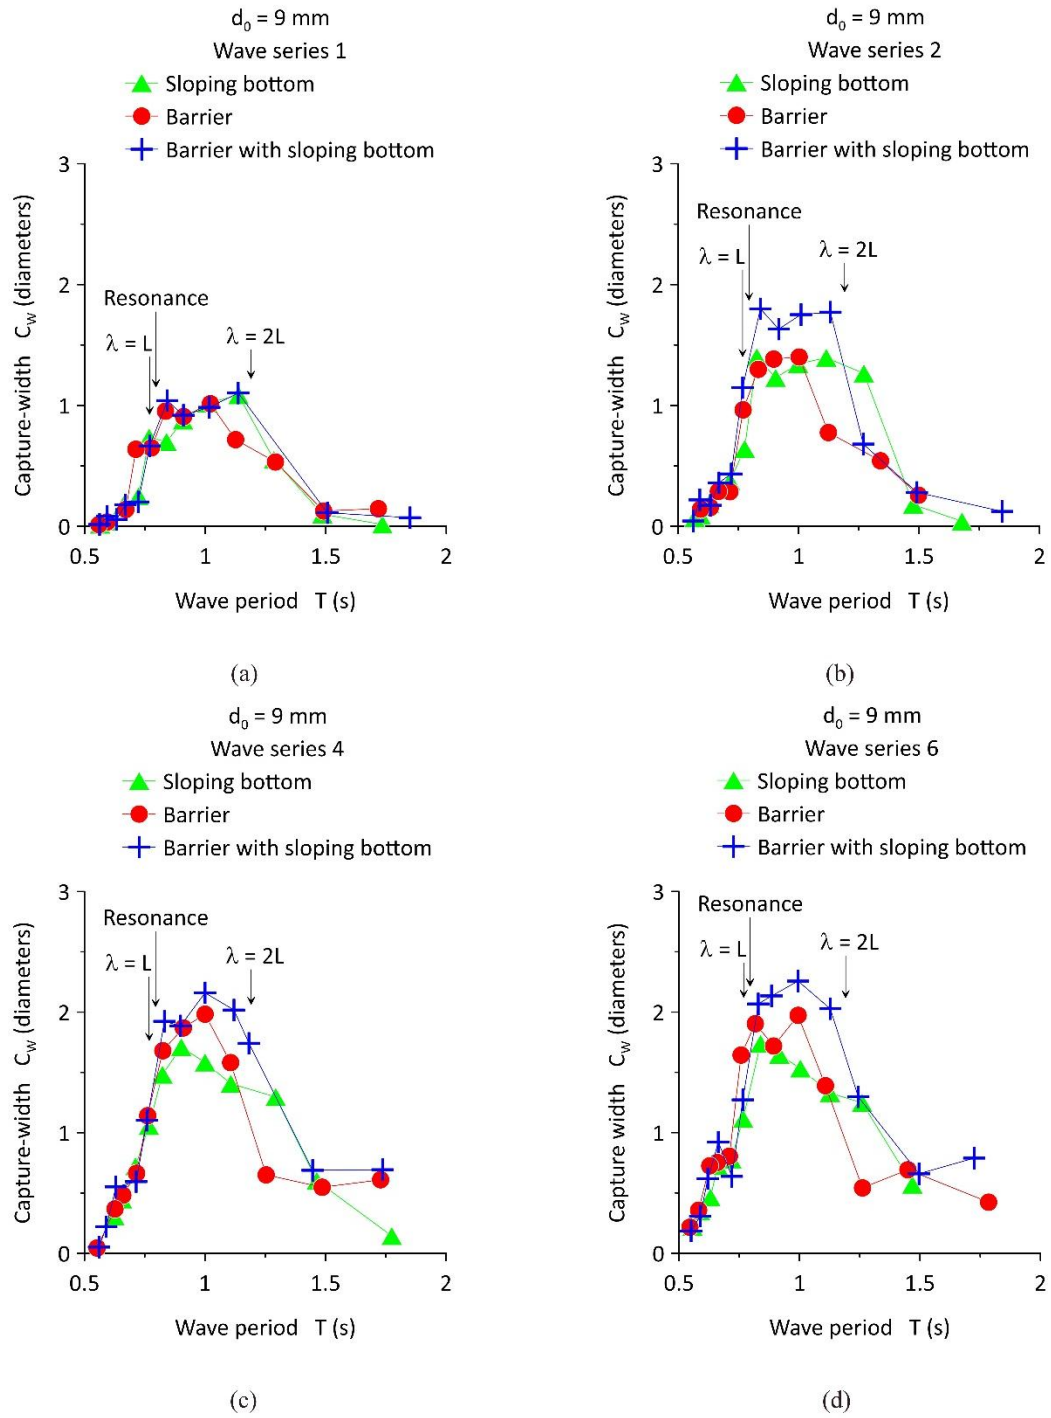 d₀ = 9 mm
Wave series 1
Sloping bottom
Barrier
Barrier with sloping bottom
3
2
1
0
Capture-width C_W (diameters)
Resonance
λ = L
λ = 2L
0.5 1 1.5 2
Wave period T (s)
(a)
d₀ = 9 mm
Wave series 2
Sloping bottom
Barrier
Barrier with sloping bottom
3
2
1
0
Capture-width C_W (diameters)
Resonance
λ = L
λ = 2L
0.5 1 1.5 2
Wave period T (s)
(b)
d₀ = 9 mm
Wave series 4
Sloping bottom
Barrier
Barrier with sloping bottom
3
2
1
0
Capture-width C_W (diameters)
Resonance
λ = L
λ = 2L
0.5 1 1.5 2
Wave period T (s)
(c)
d₀ = 9 mm
Wave series 6
Sloping bottom
Barrier
Barrier with sloping bottom
3
2
1
0
Capture width C_W (diameters)
Resonance
λ = L
λ = 2L
0.5 1 1.5 2
Wave period T (s)
(d)